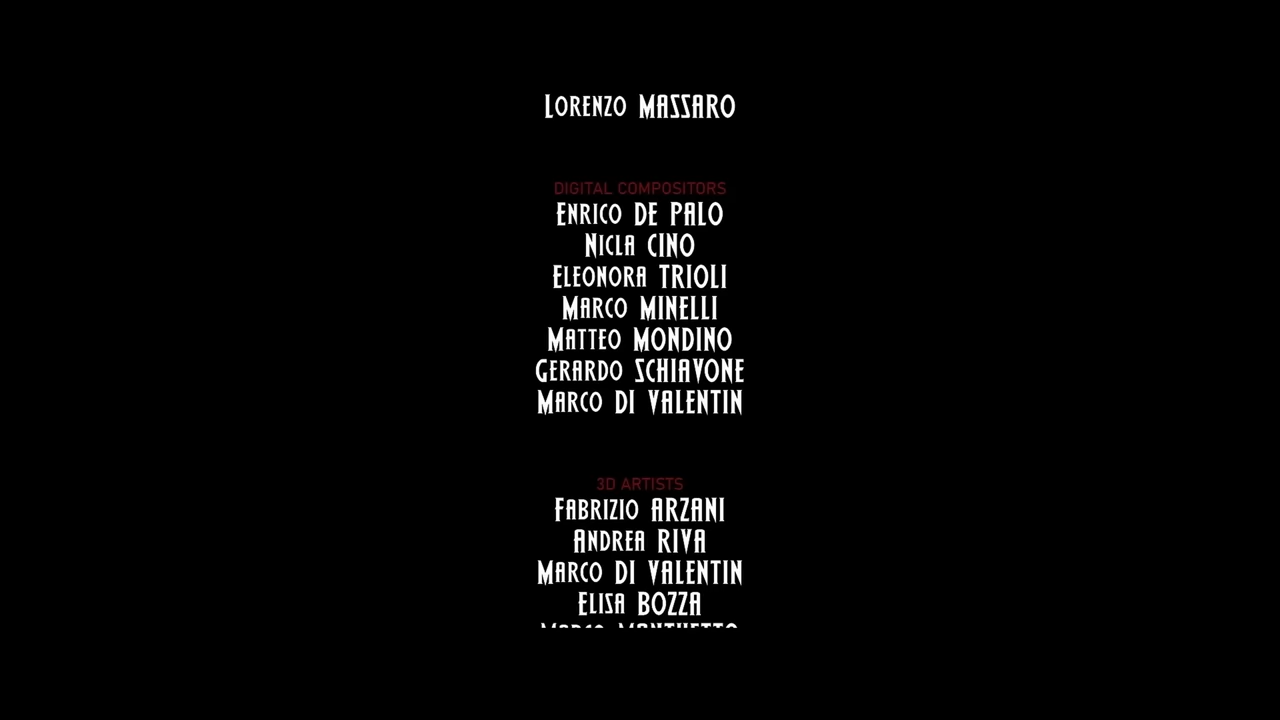 Lorenzo MASSARO
DIGITAL COMPOSITORS
Enrico DE PALO
Nicla CINO
Eleonora TRIOLI
Marco MINELLI
Matteo MONDINO
Gerardo SCHIAVONE
Marco DI VALENTIN
3D ARTISTS
Fabrizio ARZANI
Andrea RIVA
Marco DI VALENTIN
Elisa BOZZA
Marco